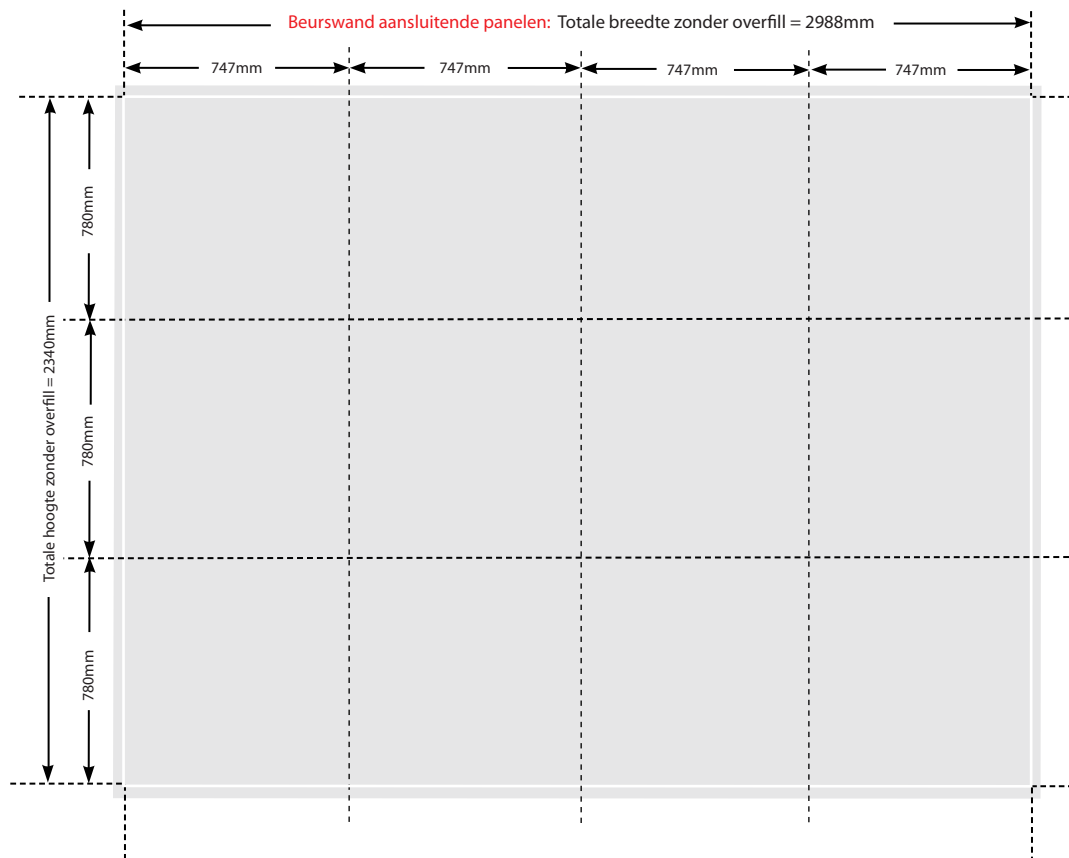 Beurswand aansluitende panelen: Totale breedte zonder overfill = 2988mm
747mm 747mm 747mm 747mm
Totale hoogte zonder overfill = 2340mm
780mm
780mm
780mm